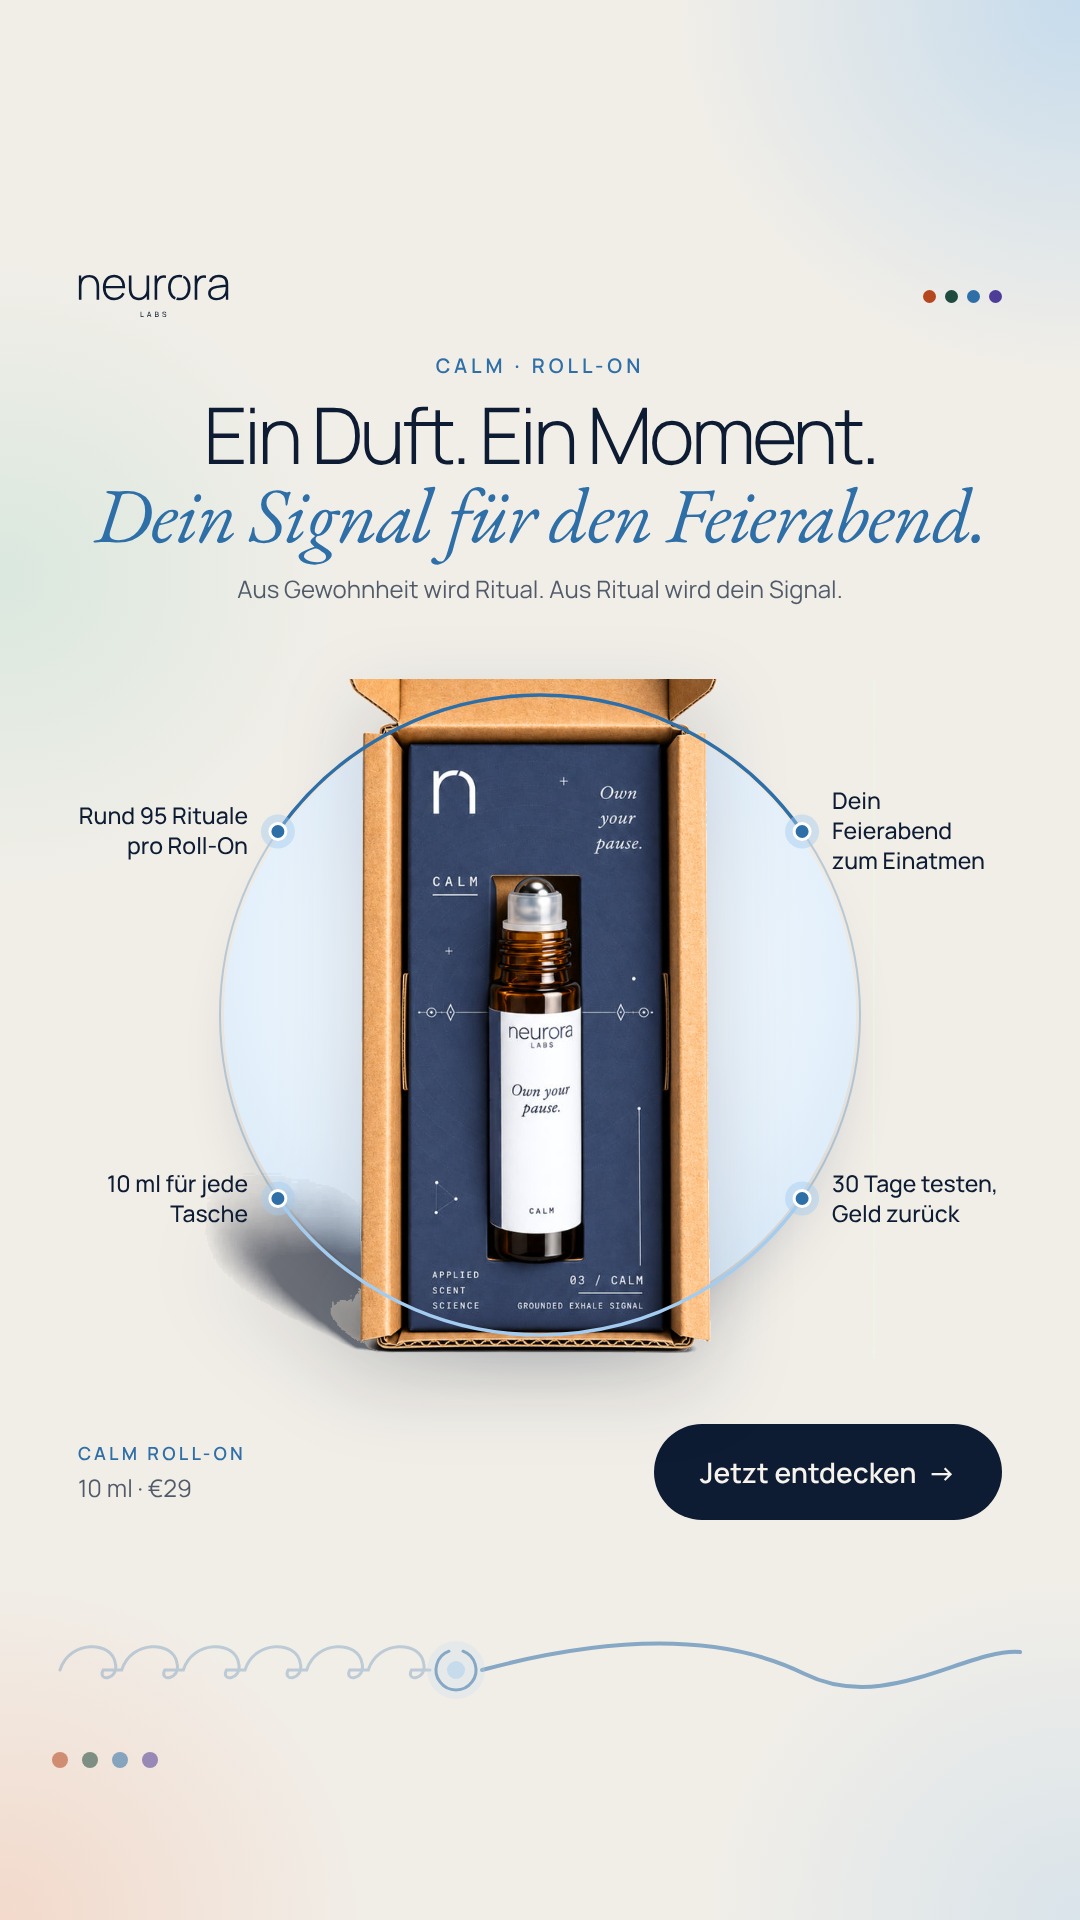 neurora
LABS
CALM · ROLL-ON
Ein Duft. Ein Moment.
Dein Signal für den Feierabend.
Aus Gewohnheit wird Ritual. Aus Ritual wird dein Signal.
Rund 95 Rituale
pro Roll-On
Dein
Feierabend
zum Einatmen
n
Own
your
pause.
CALM
neurora
LABS
Own your
pause.
CALM
10 ml für jede
Tasche
30 Tage testen,
Geld zurück
APPLIED
SCENT
SCIENCE
03 / CALM
GROUNDED EXHALE SIGNAL
CALM ROLL-ON
10 ml · €29
Jetzt entdecken →